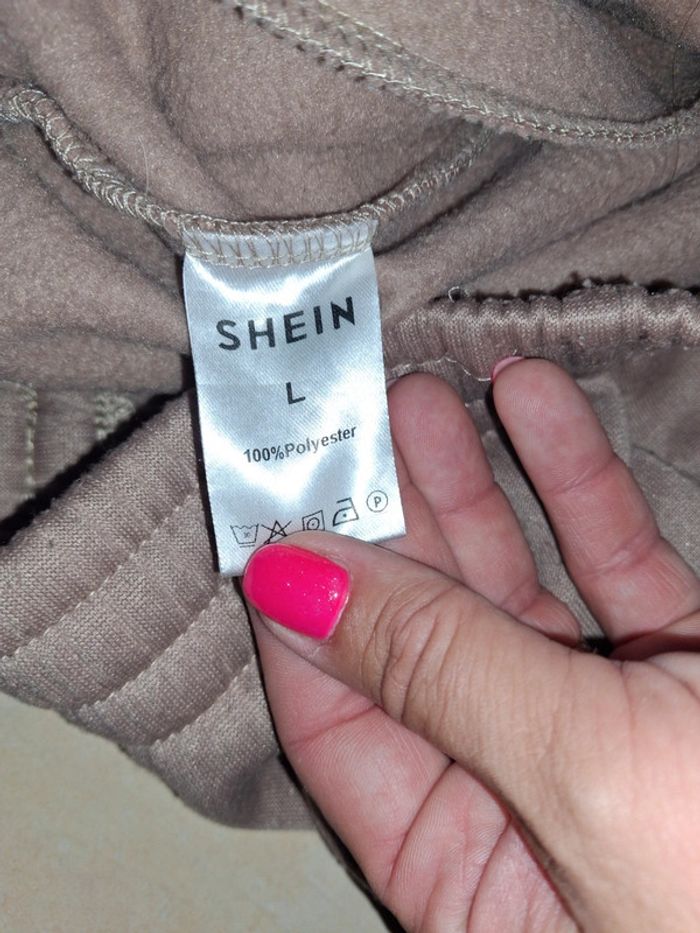 SHEIN
L
100%Polyester
P